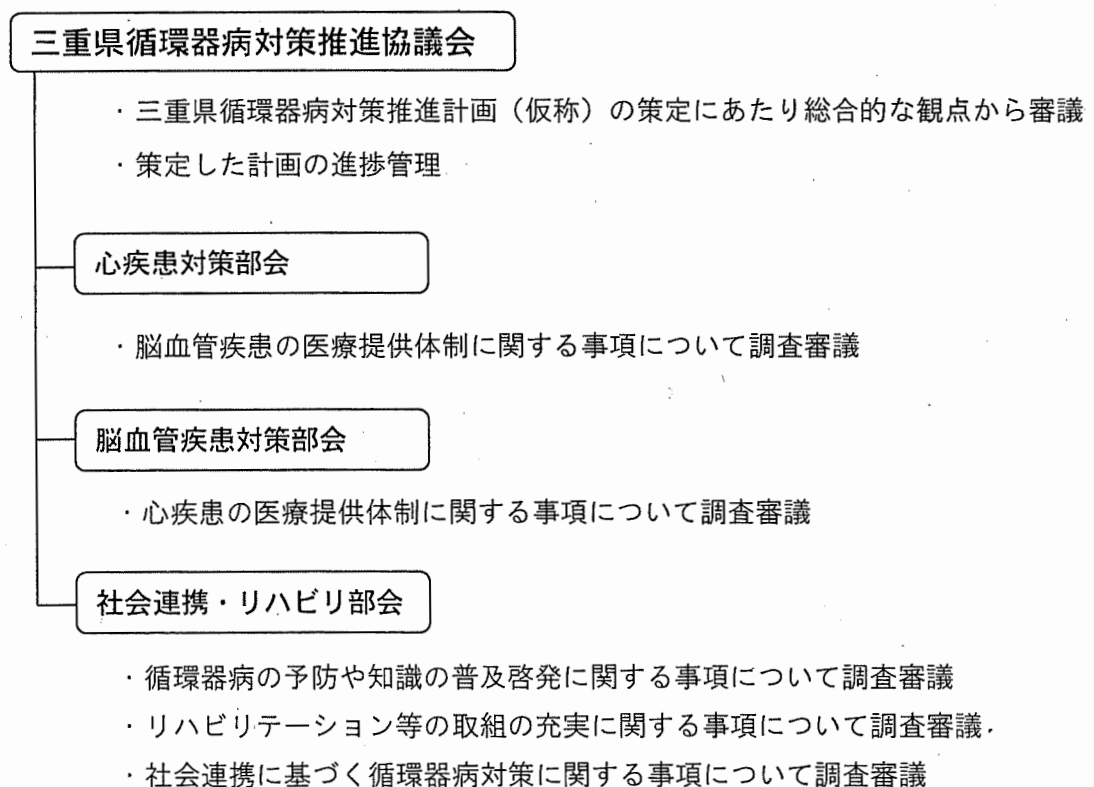 三重県循環器病対策推進協議会
・三重県循環器病対策推進計画（仮称）の策定にあたり総合的な観点から審議
・策定した計画の進捗管理
心疾患対策部会
・脳血管疾患の医療提供体制に関する事項について調査審議
脳血管疾患対策部会
・心疾患の医療提供体制に関する事項について調査審議
社会連携・リハビリ部会
・循環器病の予防や知識の普及啓発に関する事項について調査審議
・リハビリテーション等の取組の充実に関する事項について調査審議
・社会連携に基づく循環器病対策に関する事項について調査審議